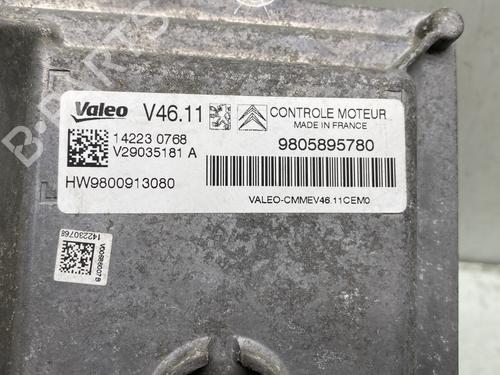 Valeo V46.11 CONTROLE MOTEUR
MADE IN FRANCE
14223 0768
V29035181 A
9805895780
HW9800913080
VALEO-CMMEV46.11CEM0
142230768
B-PARTS